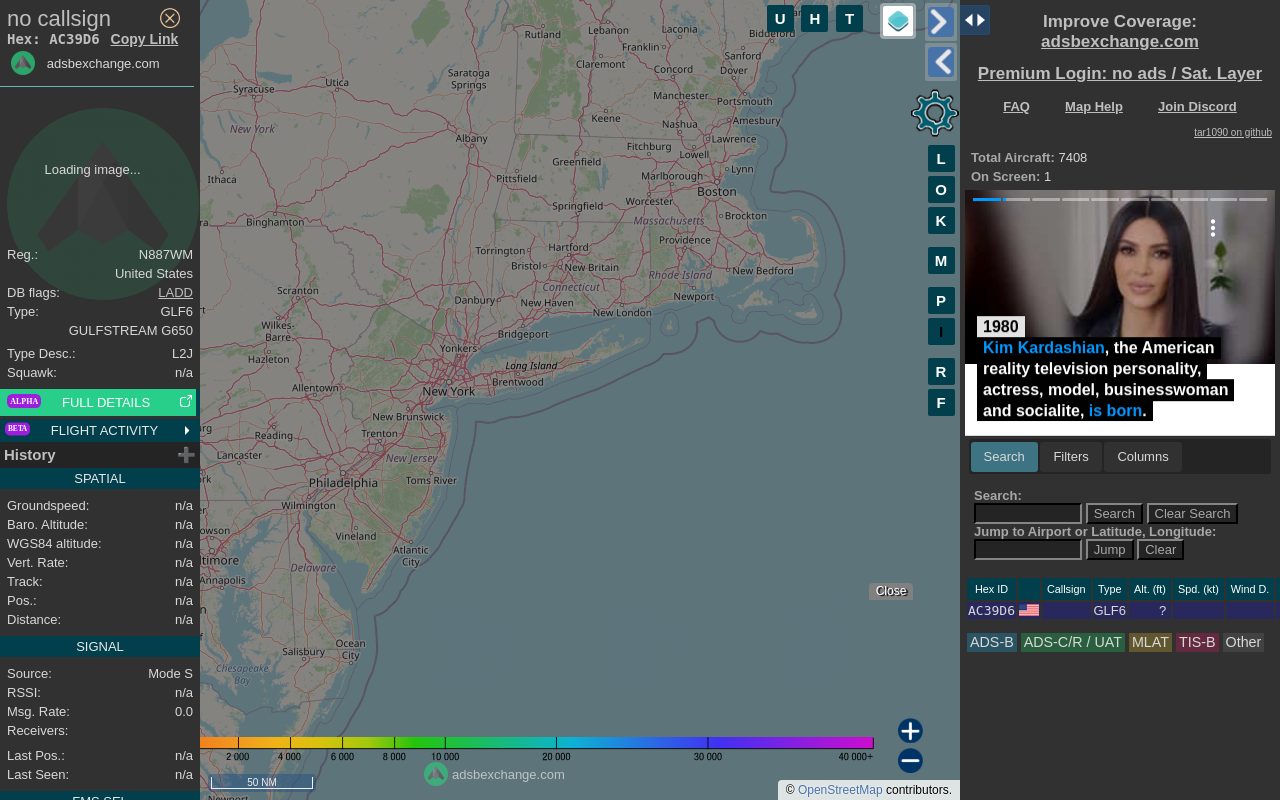 no callsign
Hex: AC39D6 Copy Link
adsbexchange.com
Loading image...
Reg.: N887WM
United States
DB flags: LADD
Type: GLF6
GULFSTREAM G650
Type Desc.: L2J
Squawk: n/a
ALPHA FULL DETAILS
BETA FLIGHT ACTIVITY
History
SPATIAL
Groundspeed: n/a
Baro. Altitude: n/a
WGS84 altitude: n/a
Vert. Rate: n/a
Track: n/a
Pos.: n/a
Distance: n/a
SIGNAL
Source: Mode S
RSSI: n/a
Msg. Rate: 0.0
Receivers:
Last Pos.: n/a
Last Seen: n/a
FMS SEL
U H T
L
O
K
M
P
I
R
F
Rutland
Lebanon
Laconia
Biddeford
Franklin
Claremont
Sanford
Concord
Dover
Saratoga
Springs
Utica
Syracuse
Manchester
Portsmouth
Keene
Nashua
Amesbury
New York
Albany
Lawrence
Fitchburg
Greenfield
Lowell
Lynn
Ithaca
Pittsfield
Marlborough
Boston
Worcester
Springfield
Massachusetts
Brockton
Binghamton
Torrington
Hartford
Providence
Bristol
New Britain
New Bedford
Rhode Island
Connecticut
Scranton
Danbury
New Haven
Newport
New London
Wilkes-
Barre
Bridgeport
Yonkers
Hazleton
Long Island
Brentwood
Allentown
New York
New Brunswick
Reading
Trenton
Lancaster
New Jersey
Philadelphia
Toms River
Wilmington
Vineland
Atlantic
City
Annapolis
Delaware
Ocean
City
Salisbury
Chesapeake
Bay
Newport
Close
2 000 4 000 6 000 8 000 10 000 20 000 30 000 40 000+
50 NM
adsbexchange.com
© OpenStreetMap contributors.
Improve Coverage:
adsbexchange.com
Premium Login: no ads / Sat. Layer
FAQ Map Help Join Discord
tar1090 on github
Total Aircraft: 7408
On Screen: 1
1980
Kim Kardashian, the American
reality television personality,
actress, model, businesswoman
and socialite, is born.
Search Filters Columns
Search:
Search Clear Search
Jump to Airport or Latitude, Longitude:
Jump Clear
Hex ID Callsign Type Alt. (ft) Spd. (kt) Wind D.
AC39D6 GLF6 ?
ADS-B ADS-C/R / UAT MLAT TIS-B Other